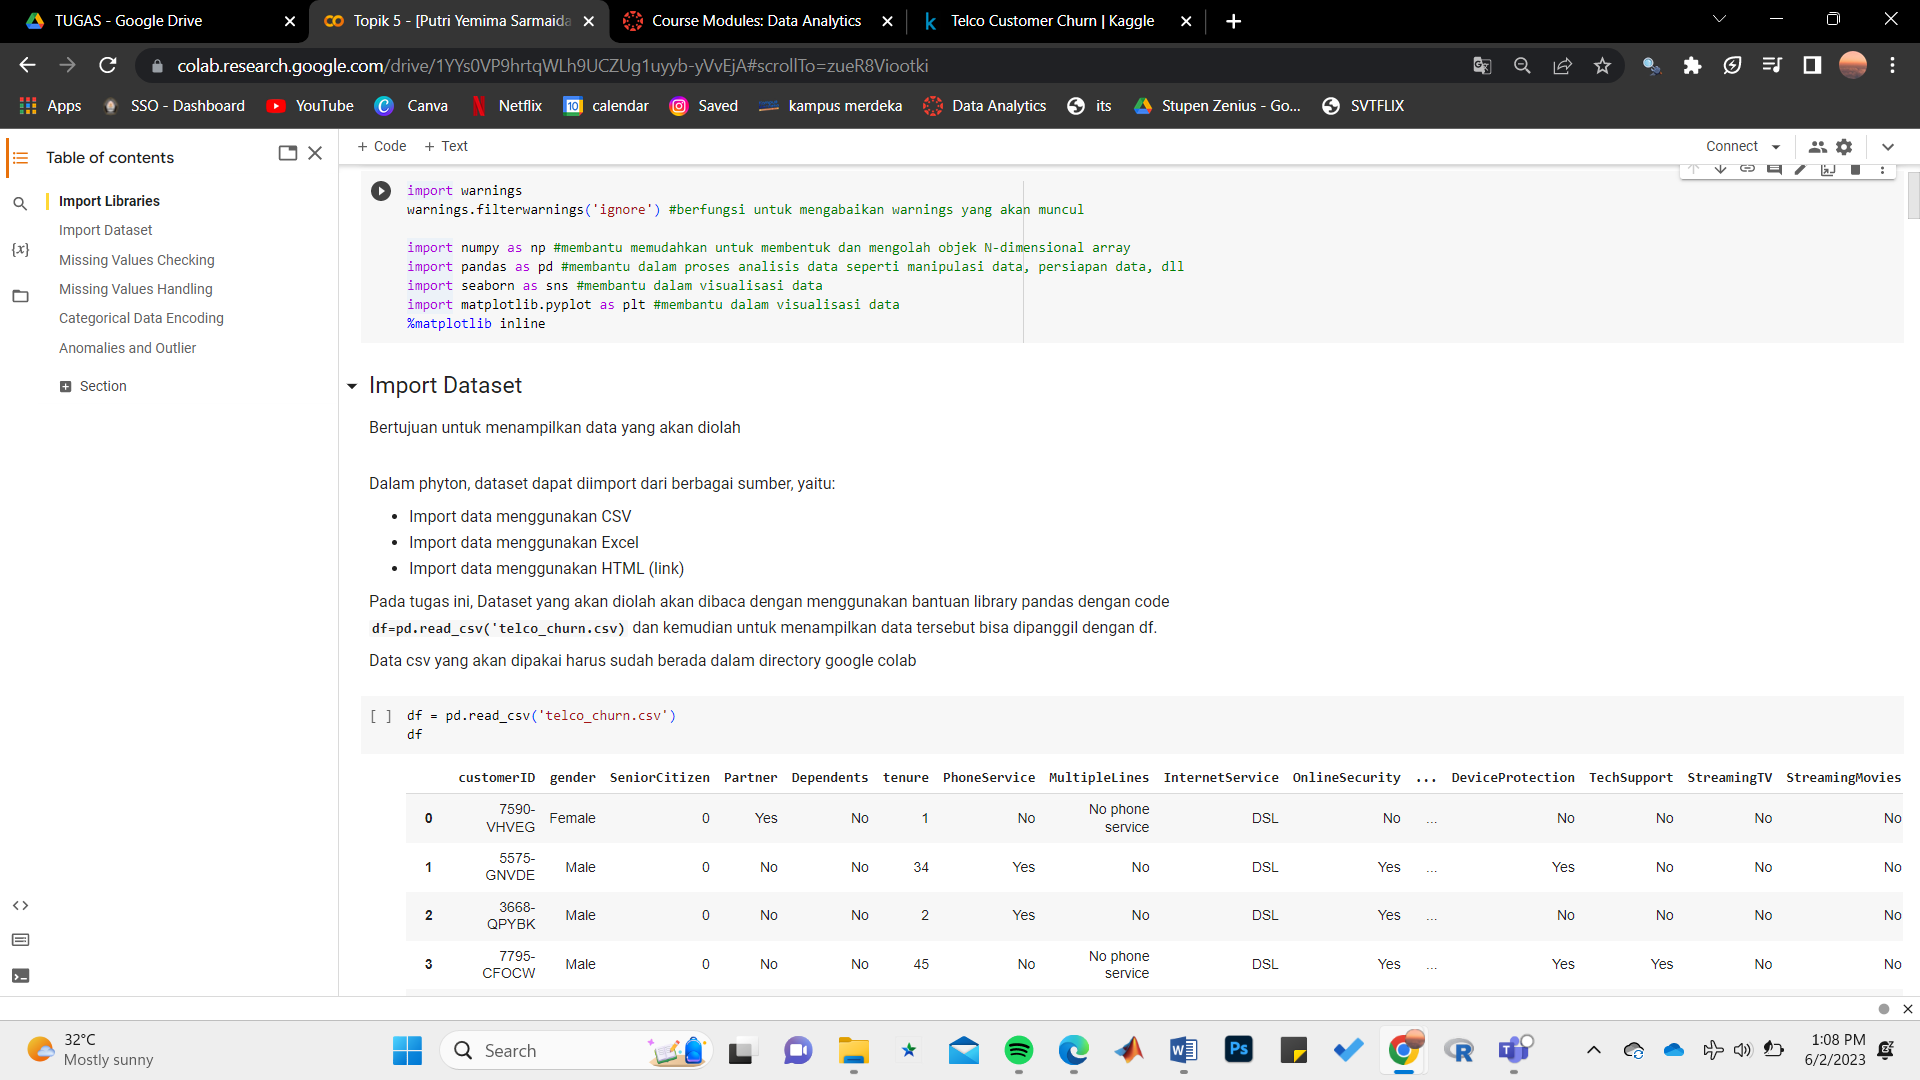 TUGAS - Google Drive
Topik 5 - [Putri Yemima Sarmaida
Course Modules: Data Analytics
Telco Customer Churn | Kaggle
colab.research.google.com/drive/1YYs0VP9hrtqWLh9UCZUg1uyyb-yVvEjA#scrollTo=zueR8Viootki
Apps
SSO - Dashboard
YouTube
Canva
Netflix
calendar
Saved
kampus merdeka
Data Analytics
its
Stupen Zenius - Go...
SVTFLIX
Table of contents
Import Libraries
Import Dataset
Missing Values Checking
Missing Values Handling
Categorical Data Encoding
Anomalies and Outlier
Section
+ Code + Text
Connect
import warnings
warnings.filterwarnings('ignore') #berfungsi untuk mengabaikan warnings yang akan muncul
import numpy as np #membantu memudahkan untuk membentuk dan mengolah objek N-dimensional array
import pandas as pd #membantu dalam proses analisis data seperti manipulasi data, persiapan data, dll
import seaborn as sns #membantu dalam visualisasi data
import matplotlib.pyplot as plt #membantu dalam visualisasi data
%matplotlib inline
Import Dataset
Bertujuan untuk menampilkan data yang akan diolah
Dalam phyton, dataset dapat diimport dari berbagai sumber, yaitu:
• Import data menggunakan CSV
• Import data menggunakan Excel
• Import data menggunakan HTML (link)
Pada tugas ini, Dataset yang akan diolah akan dibaca dengan menggunakan bantuan library pandas dengan code
df=pd.read_csv('telco_churn.csv) dan kemudian untuk menampilkan data tersebut bisa dipanggil dengan df.
Data csv yang akan dipakai harus sudah berada dalam directory google colab
[ ] df = pd.read_csv('telco_churn.csv')
df
customerID gender SeniorCitizen Partner Dependents tenure PhoneService MultipleLines InternetService OnlineSecurity ... DeviceProtection TechSupport StreamingTV StreamingMovies
0 7590-VHVEG Female 0 Yes No 1 No No phone service DSL No ... No No No No
1 5575-GNVDE Male 0 No No 34 Yes No DSL Yes ... Yes No No No
2 3668-QPYBK Male 0 No No 2 Yes No DSL Yes ... No No No No
3 7795-CFOCW Male 0 No No 45 No No phone service DSL Yes ... Yes Yes No No
32°C
Mostly sunny
Search
1:08 PM
6/2/2023